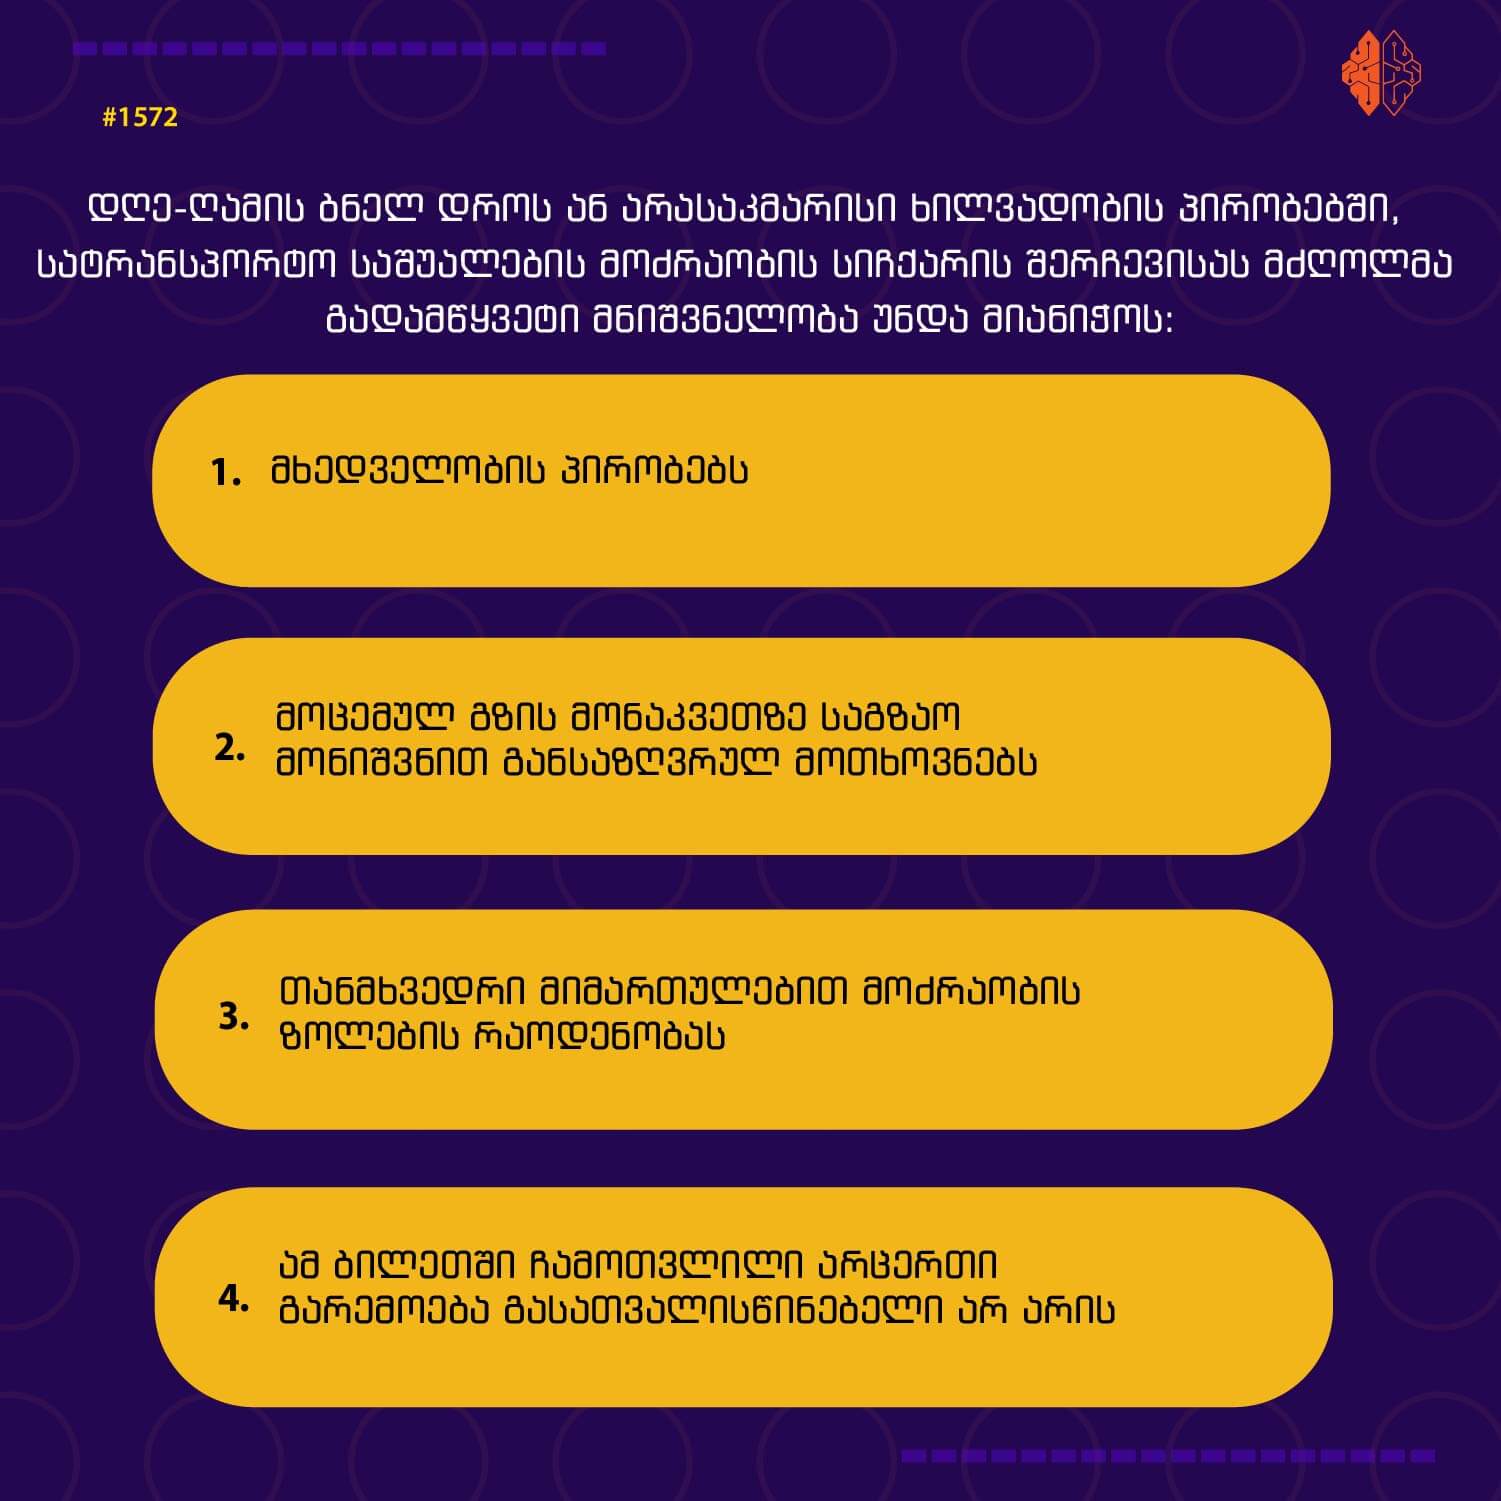 #1572
დღე-ღამის ბნელ დროს ან არასაკმარისი ხილვადობის პირობებში,
სატრანსპორტო საშუალების მოძრაობის სიჩქარის შერჩევისას მძღოლმა
გადამწყვეტი მნიშვნელობა უნდა მიანიჭოს:
1. მხედველობის პირობებს
2. მოცემულ გზის მონაკვეთზე საგზაო
მონიშვნით განსაზღვრულ მოთხოვნებს
3. თანმხვედრი მიმართულებით მოძრაობის
ზოლების რაოდენობას
4. ამ ბილეთში ჩამოთვლილი არცერთი
გარემოება გასათვალისწინებელი არ არის